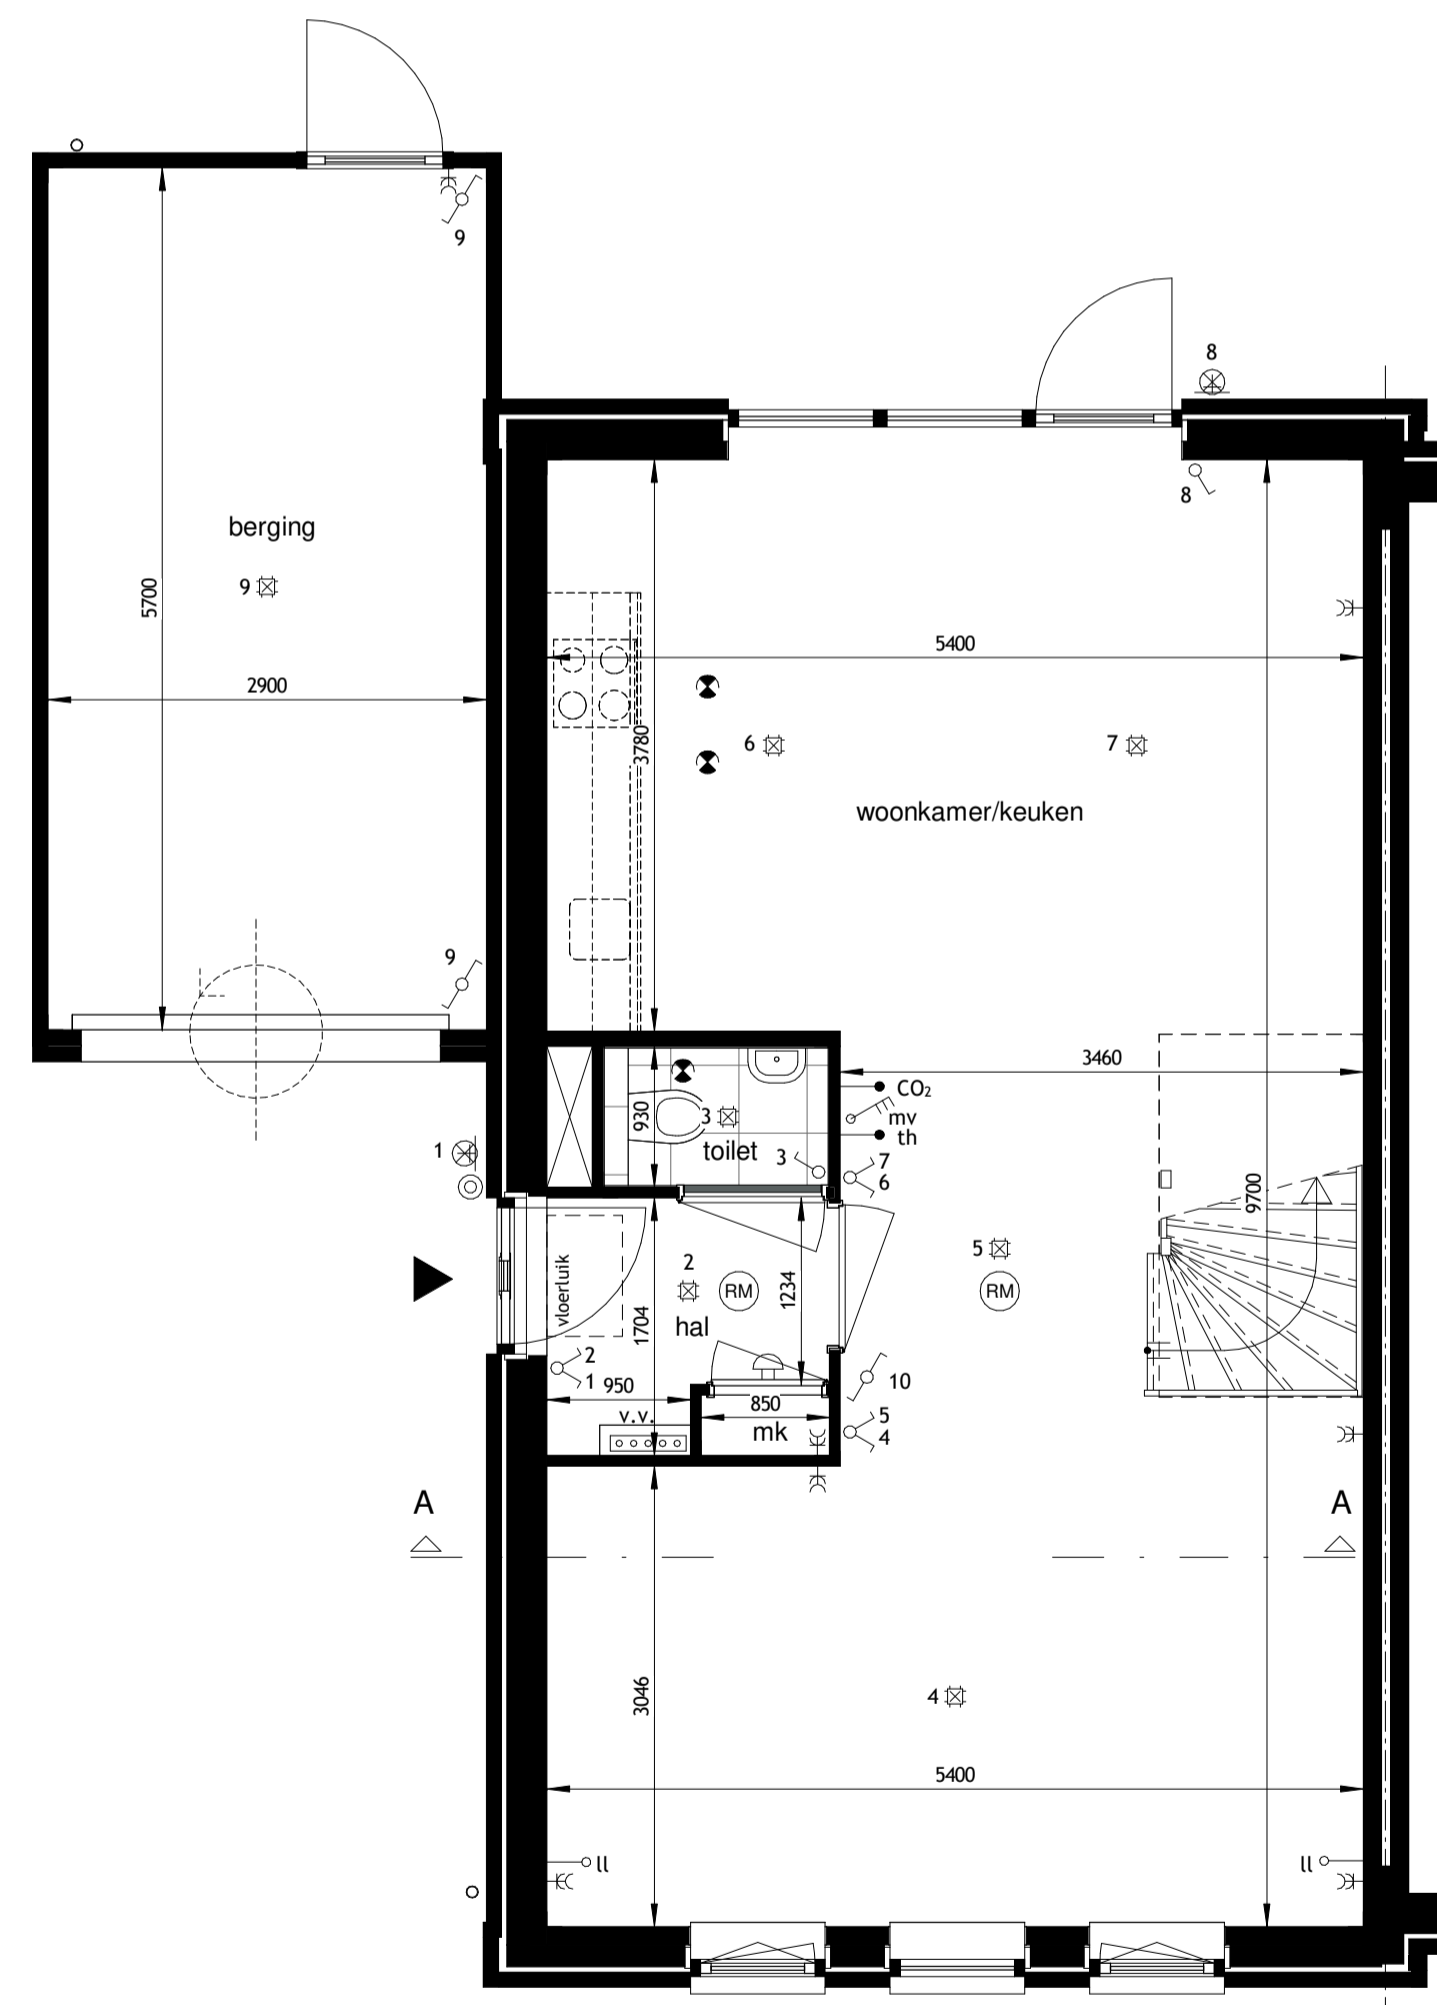 9
8
8
berging
9
5700
5400
2900
3780
6
7
woonkamer/keuken
9
3460
CO₂
mv
th
930
3
toilet
3
7
6
1
9700
vloerluik
2
RM
1234
5
RM
1704
hal
2
1
950
10
850
v.v.
mk
5
4
A
A
3046
4
5400
ll
ll